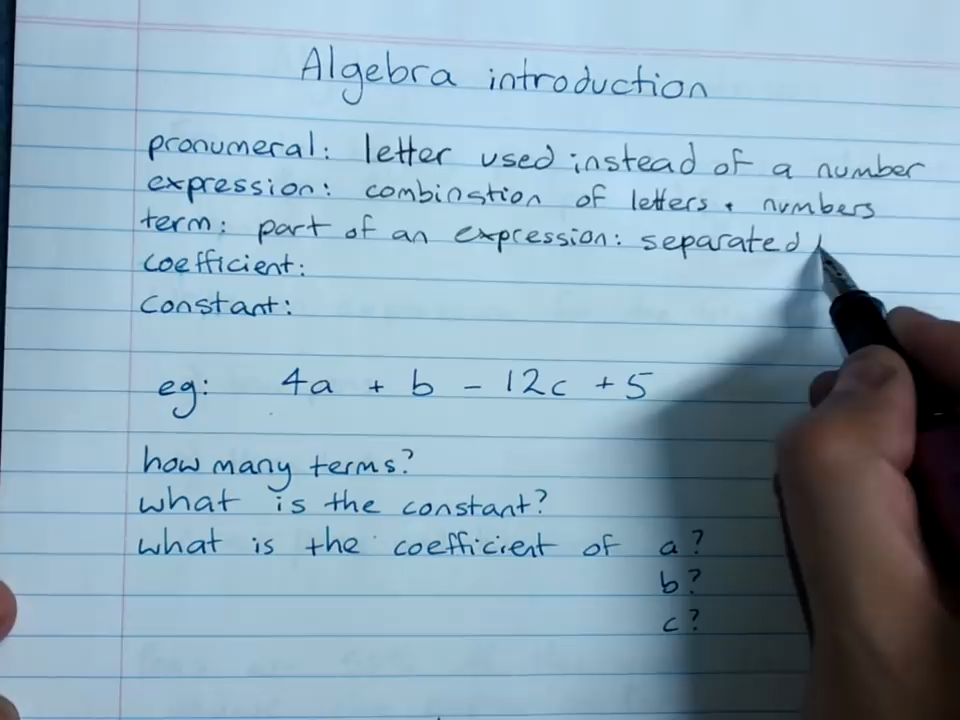 Algebra introduction
pronumeral: letter used instead of a number
expression: combinstion of letters + numbers
term: part of an expression: separated
coefficient:
constant:
eg: 4a + b - 12c + 5
how many terms?
what is the constant?
what is the coefficient of a?
b?
c?